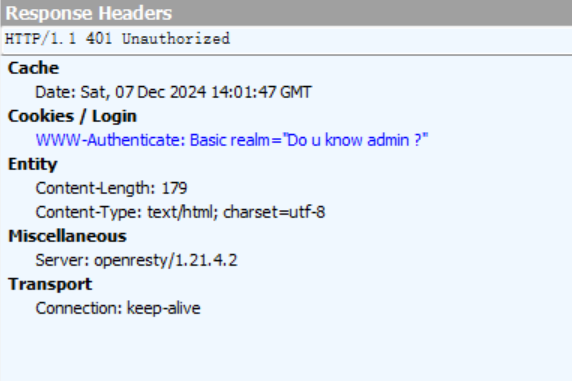 Response Headers
HTTP/1.1 401 Unauthorized
Cache
Date: Sat, 07 Dec 2024 14:01:47 GMT
Cookies / Login
WWW-Authenticate: Basic realm="Do u know admin ?"
Entity
Content-Length: 179
Content-Type: text/html; charset=utf-8
Miscellaneous
Server: openresty/1.21.4.2
Transport
Connection: keep-alive